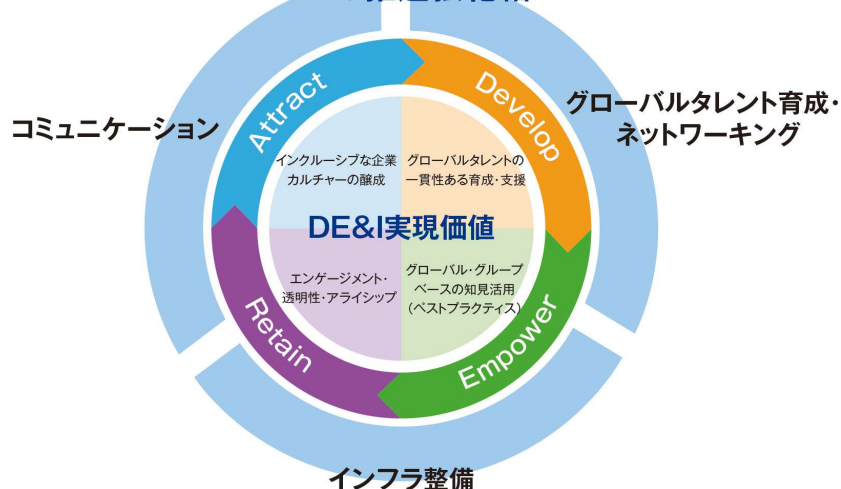 コミュニケーション
グローバルタレント育成・
ネットワーキング
Attract
Develop
インクルーシブな企業
カルチャーの醸成
グローバルタレントの
一貫性ある育成・支援
DE&I実現価値
エンゲージメント・
透明性・アライシップ
グローバル・グループ
ベースの知見活用
(ベストプラクティス)
Retain
Empower
インフラ整備